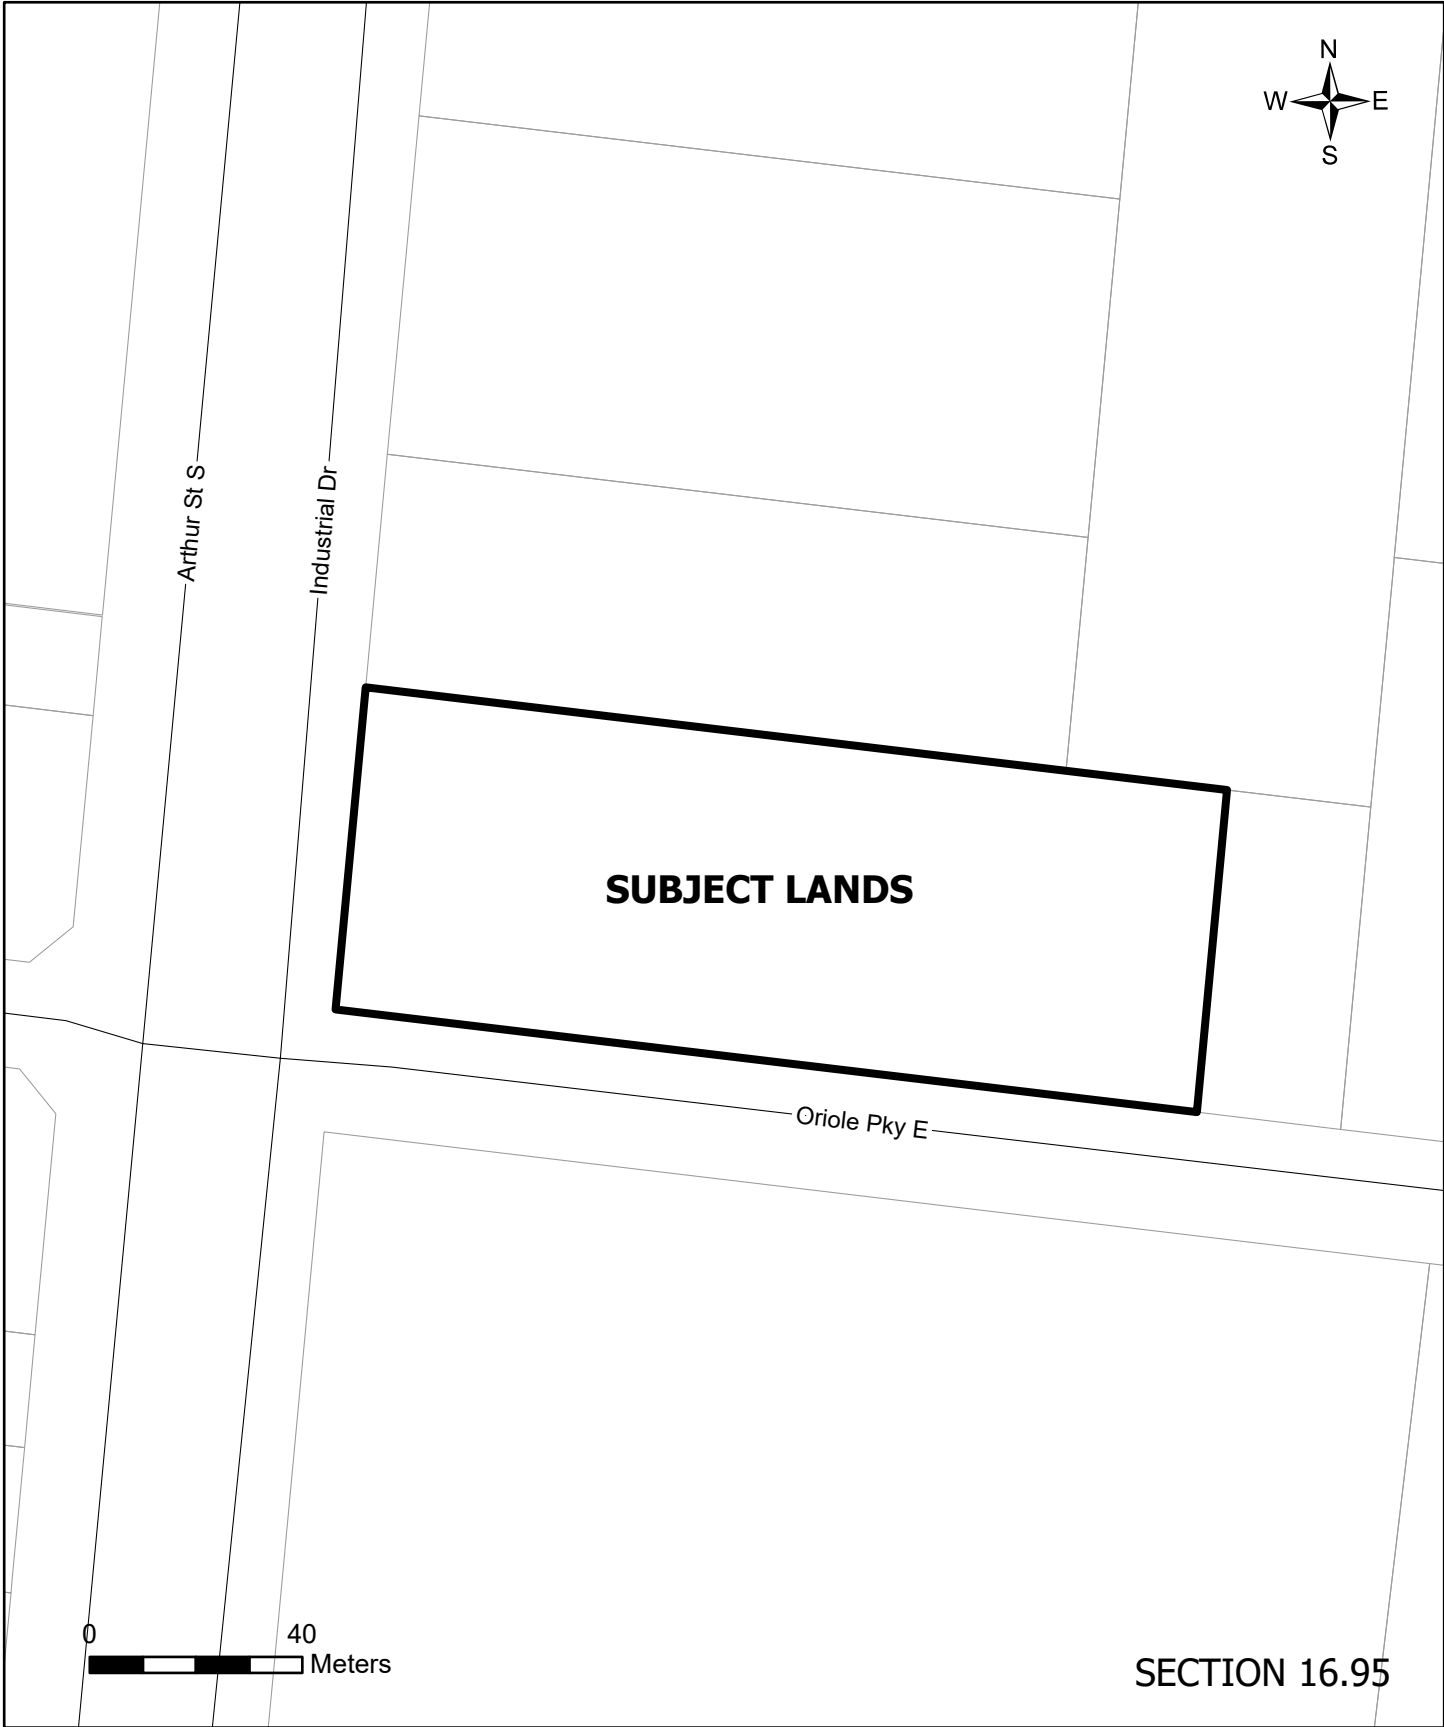 N
W E
S
Arthur St S
Industrial Dr
SUBJECT LANDS
Oriole Pky E
0 40
Meters
SECTION 16.95